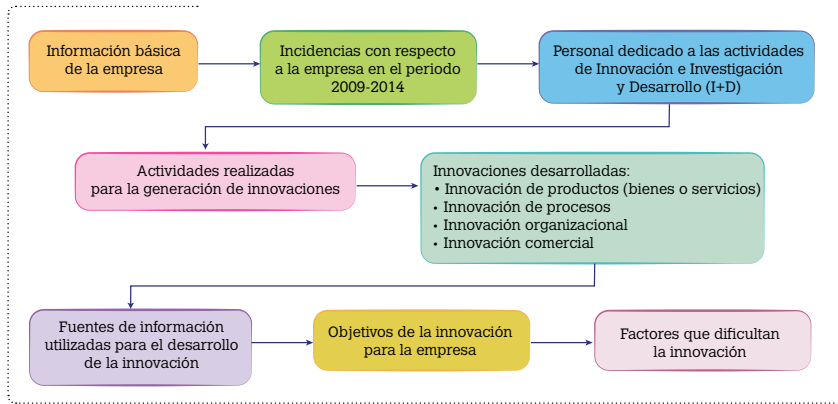 Información básica
de la empresa
Incidencias con respecto
a la empresa en el periodo
2009-2014
Personal dedicado a las actividades
de Innovación e Investigación
y Desarrollo (I+D)
Actividades realizadas
para la generación de innovaciones
Innovaciones desarrolladas:
• Innovación de productos (bienes o servicios)
• Innovación de procesos
• Innovación organizacional
• Innovación comercial
Fuentes de información
utilizadas para el desarrollo
de la innovación
Objetivos de la innovación
para la empresa
Factores que dificultan
la innovación